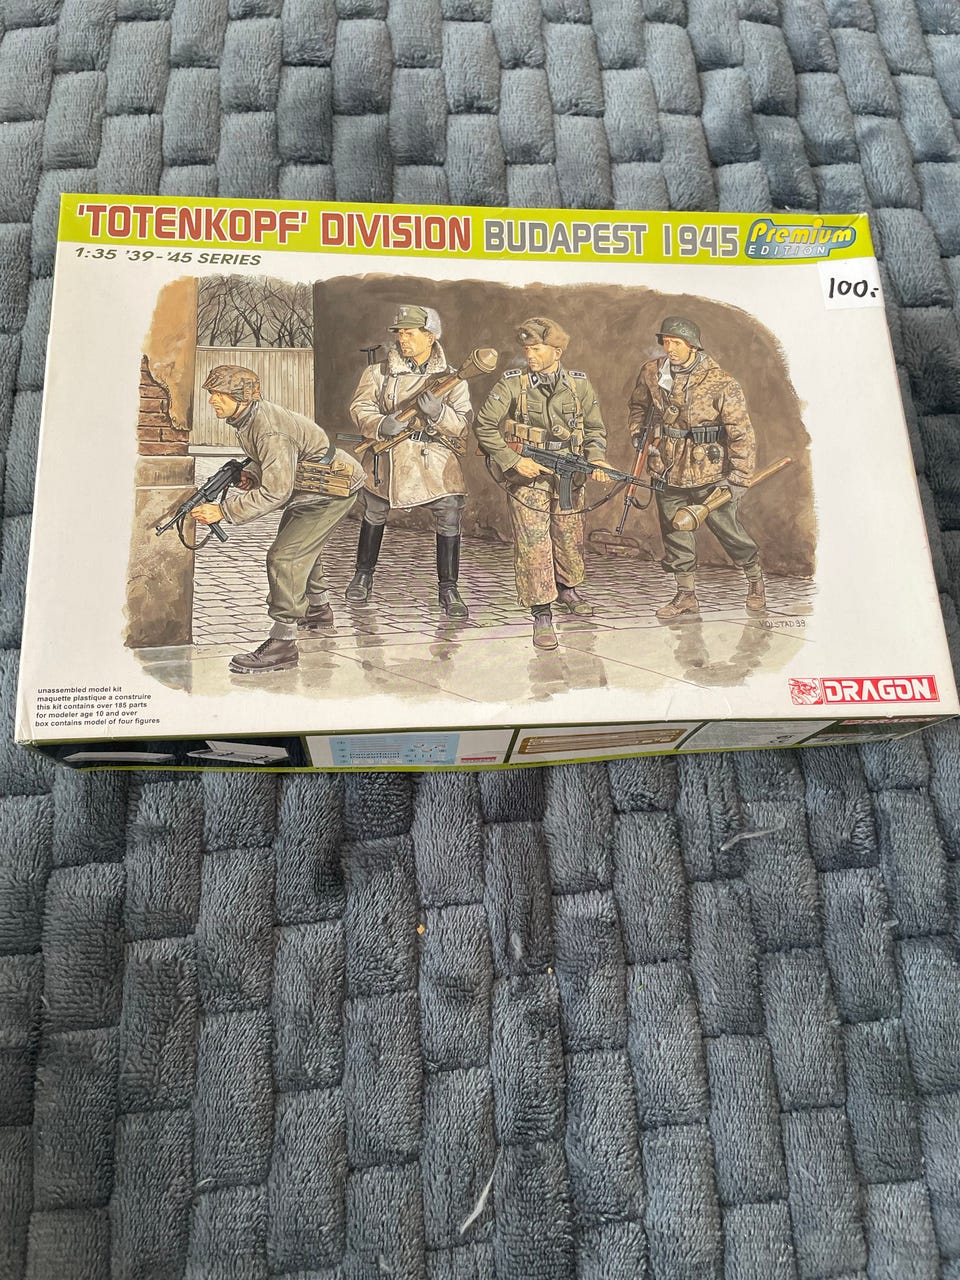 'TOTENKOPF' DIVISION BUDAPEST 1945 Premium EDITION
1:35 '39-'45 SERIES
100:-
VOLSTAD 98
unassembled model kit
maquette plastique a construire
this kit contains over 185 parts
for modeler age 10 and over
box contains model of four figures
DRAGON